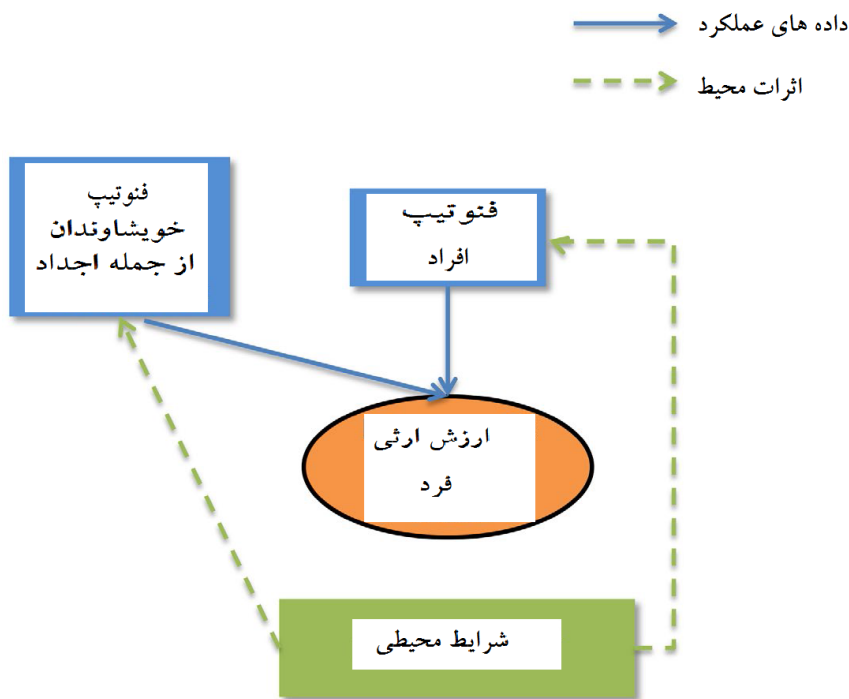 داده های عملکرد
اثرات محیط
فنوتیپ
خویشاوندان
از جمله اجداد
فنوتیپ
افراد
ارزش ارثی
فرد
شرایط محیطی